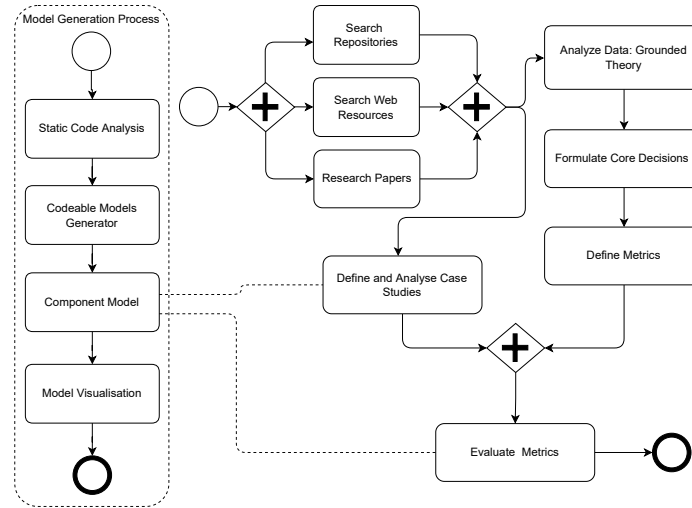 Model Generation Process
Static Code Analysis
Codeable Models
Generator
Component Model
Model Visualisation
Search
Repositories
Search Web
Resources
Research Papers
Analyze Data: Grounded
Theory
Formulate Core Decisions
Define Metrics
Define and Analyse Case
Studies
Evaluate  Metrics